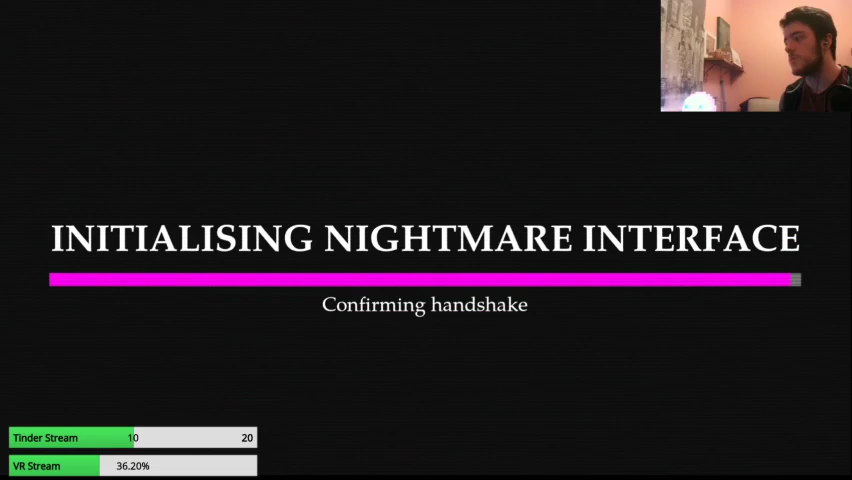 INITIALISING NIGHTMARE INTERFACE
Confirming handshake
Tinder Stream 10 20
VR Stream 36.20%